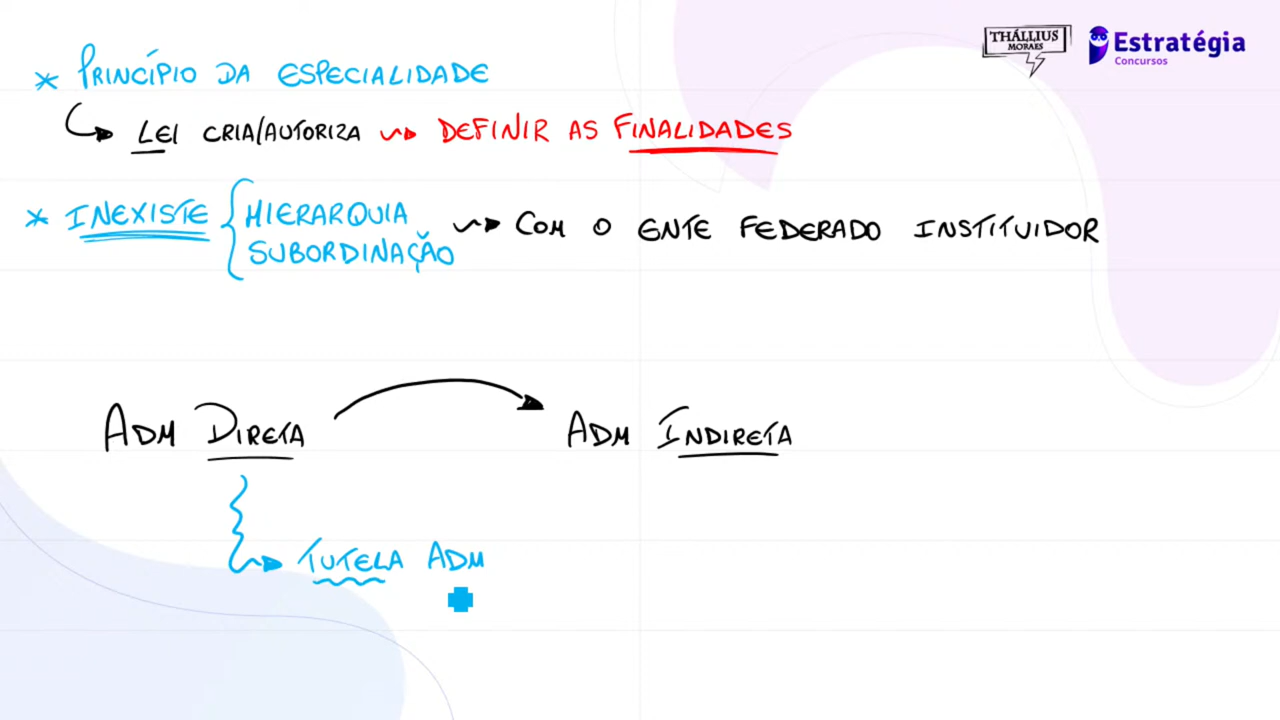 THÁLLIUS
MORAES
Estratégia
Concursos
* PRINCÍPIO DA ESPECIALIDADE
LEI CRIA/AUTORIZA DEFINIR AS FINALIDADES
* INEXISTE { HIERARQUIA
SUBORDINAÇÃO
COM O ENTE FEDERADO INSTITUIDOR
ADM DIRETA ADM INDIRETA
TUTELA ADM